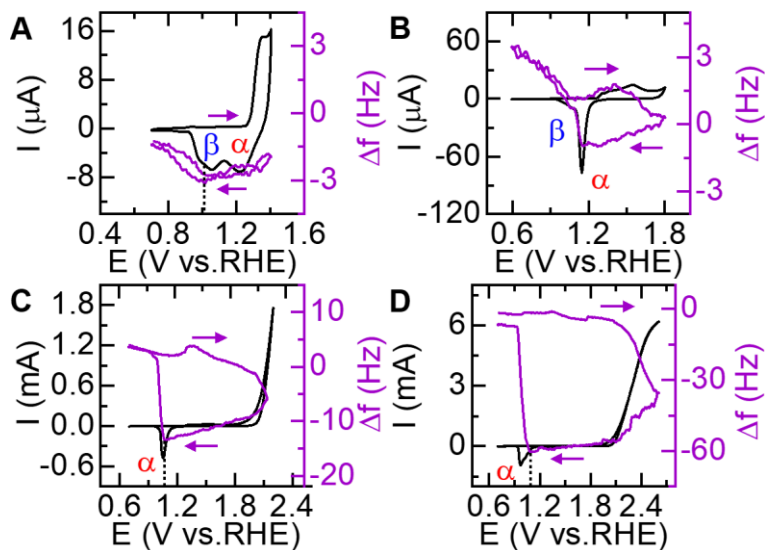 A
16
8
0
-8
I (μA)
β
α
3
0
-3
Δf (Hz)
0.4
0.8
1.2
1.6
E (V vs.RHE)
B
60
0
-60
-120
I (μA)
β
α
3
0
-3
Δf (Hz)
0.6
1.2
1.8
E (V vs.RHE)
C
1.8
1.2
0.6
0.0
-0.6
I (mA)
α
10
0
-10
-20
Δf (Hz)
0.6
1.2
1.8
2.4
E (V vs.RHE)
D
6
3
0
I (mA)
α
0
-30
-60
Δf (Hz)
0.6
1.2
1.8
2.4
E (V vs.RHE)